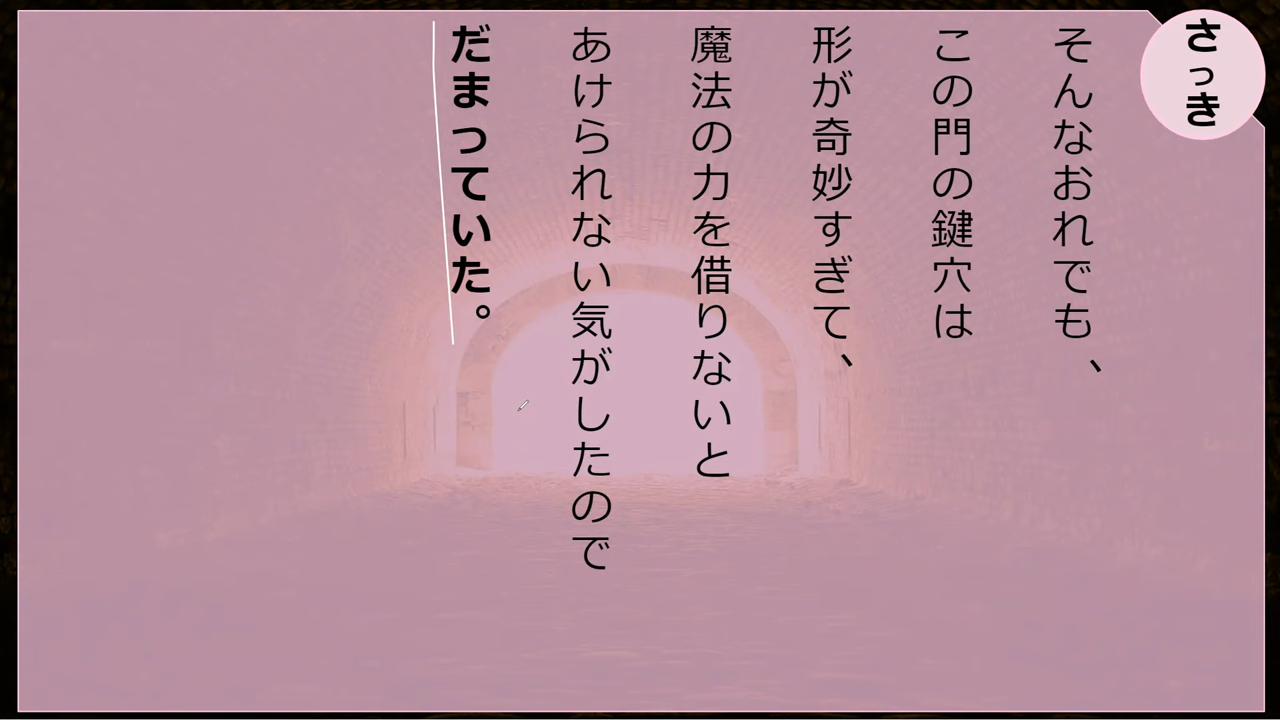 さっき
そんなおれでも、
この門の鍵穴は
形が奇妙すぎて、
魔法の力を借りないと
あけられない気がしたので
だまっていた。